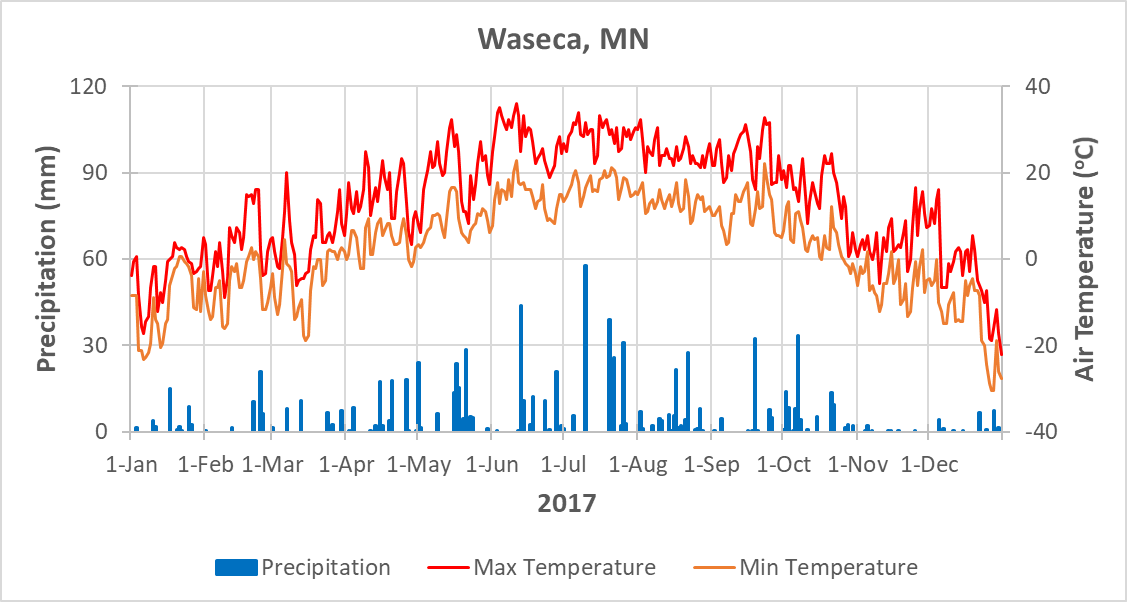 Waseca, MN
Precipitation (mm)
120
90
60
30
0
Air Temperature (°C)
40
20
0
-20
-40
1-Jan 1-Feb 1-Mar 1-Apr 1-May 1-Jun 1-Jul 1-Aug 1-Sep 1-Oct 1-Nov 1-Dec
2017
Precipitation Max Temperature Min Temperature